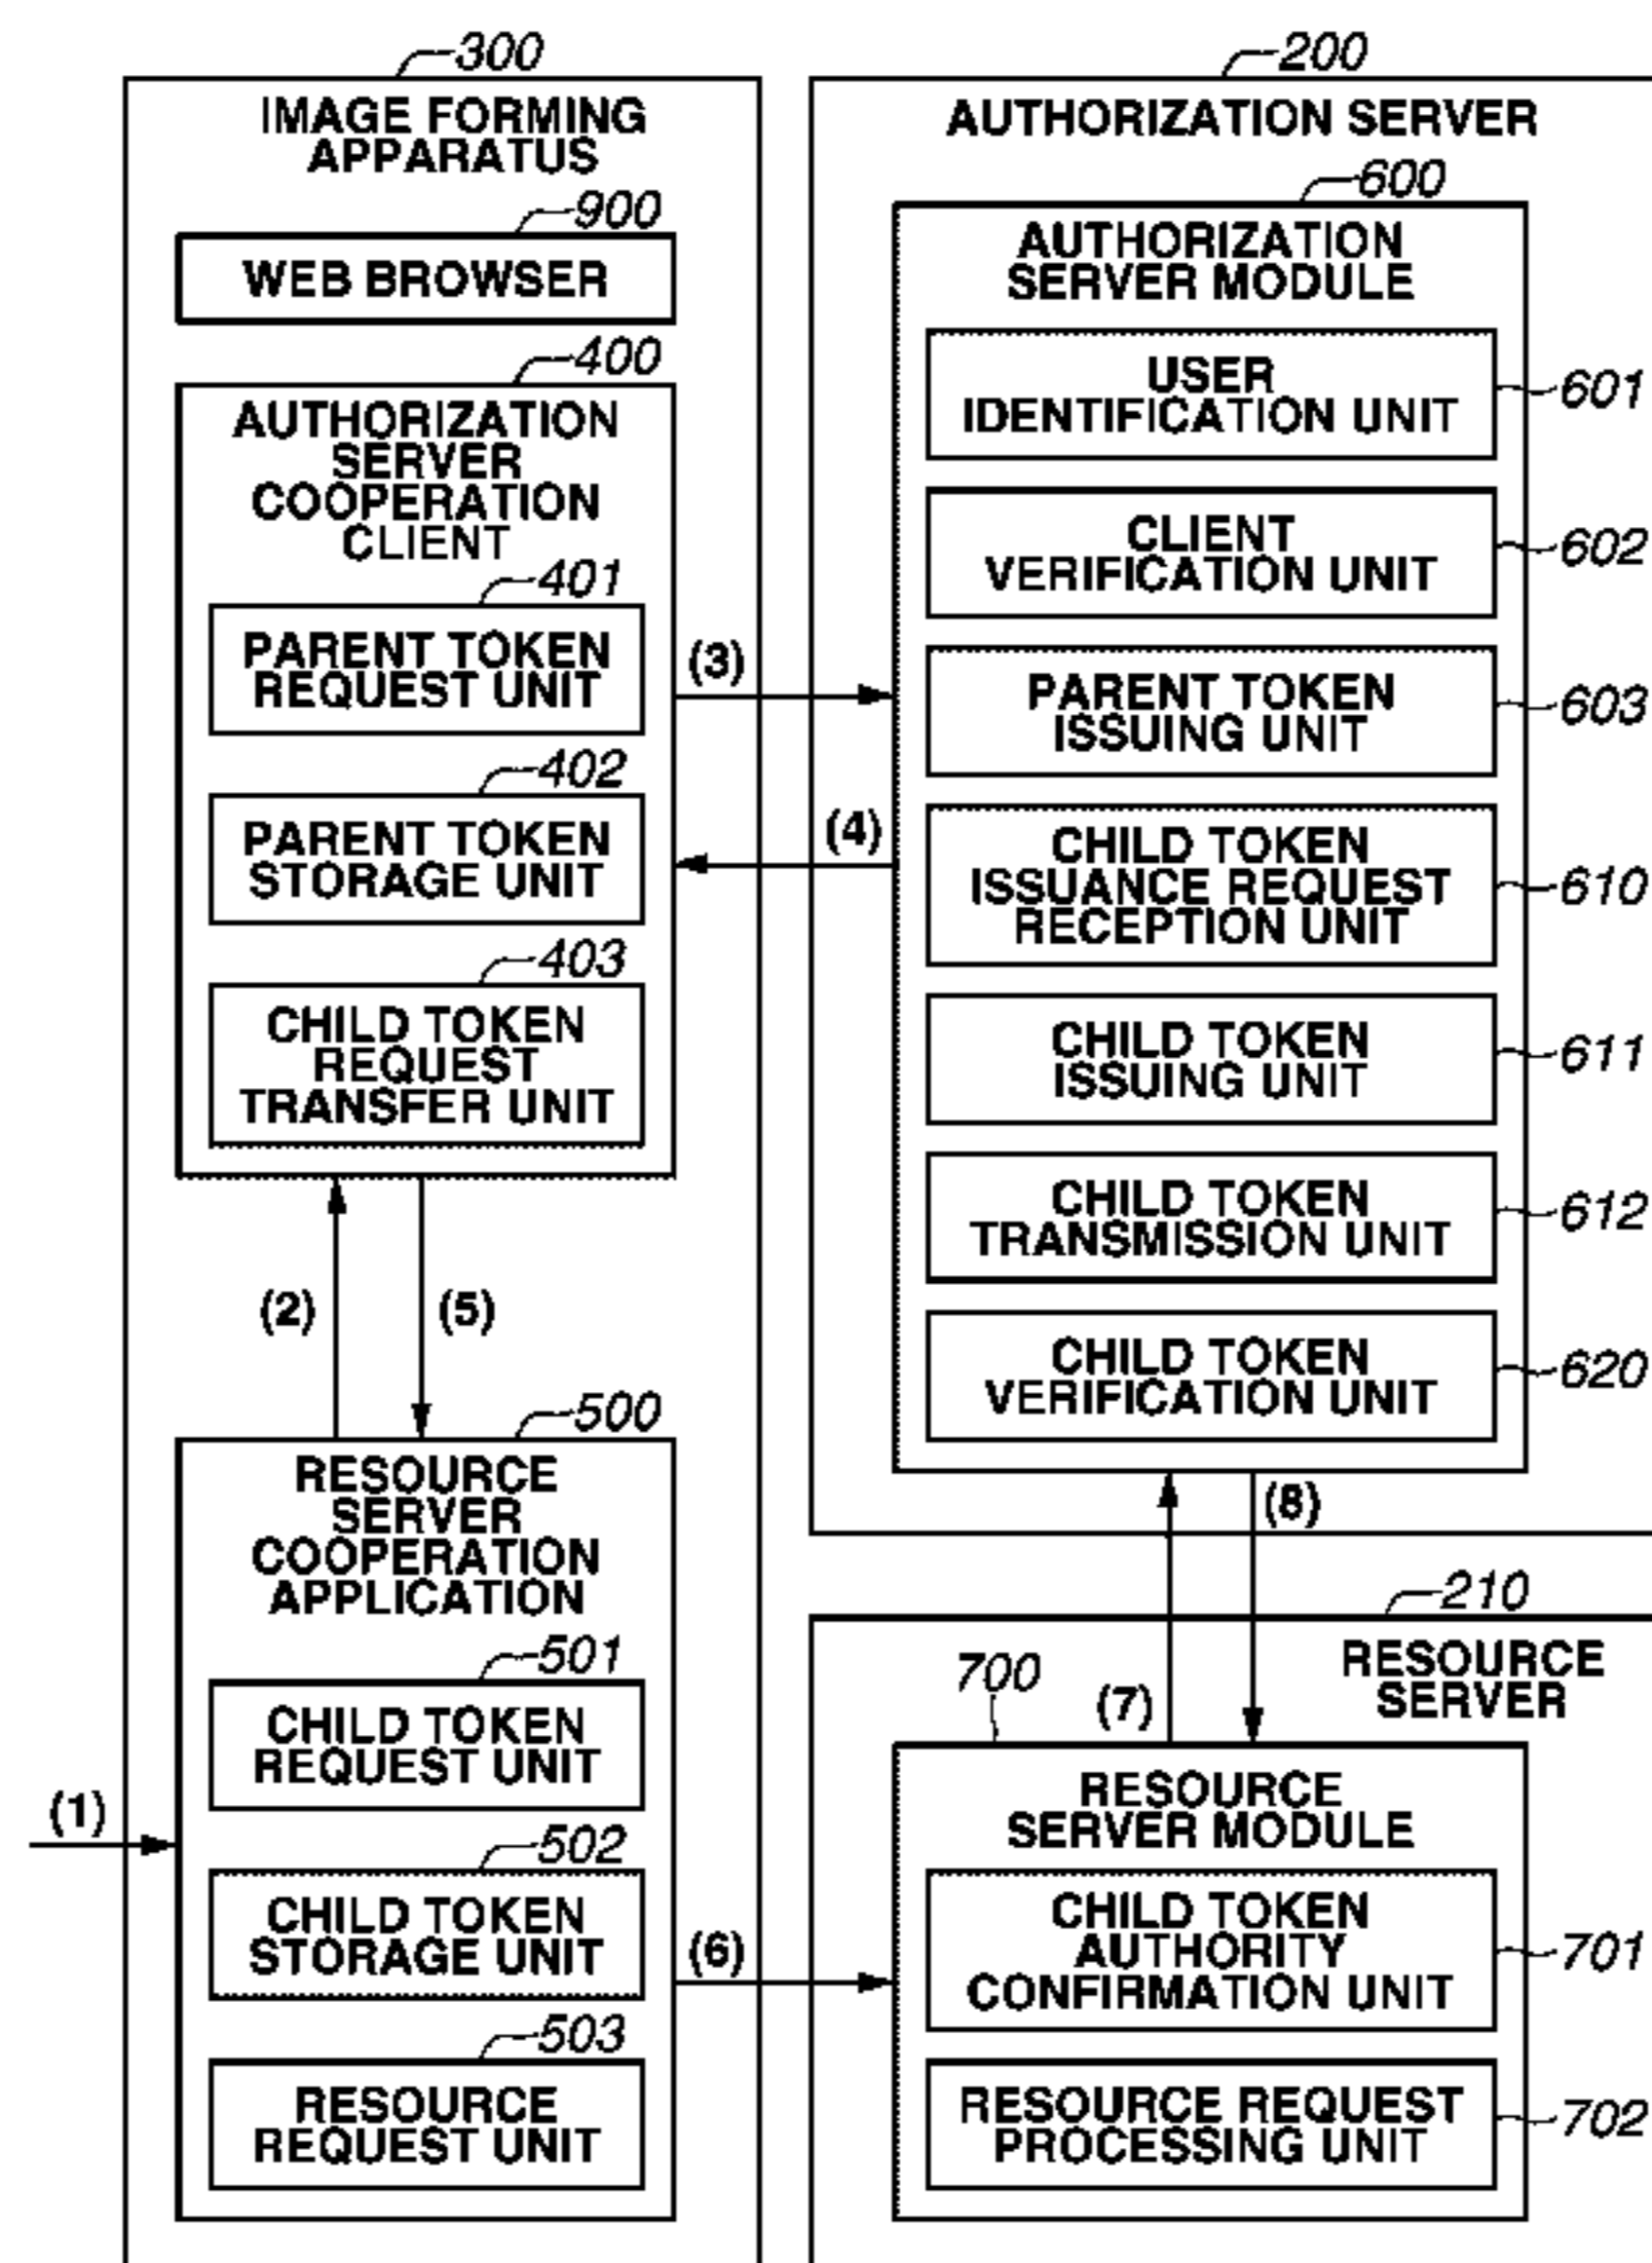 300
IMAGE FORMING
APPARATUS
900
WEB BROWSER
400
AUTHORIZATION
SERVER
COOPERATION
CLIENT
401
PARENT TOKEN
REQUEST UNIT
402
PARENT TOKEN
STORAGE UNIT
403
CHILD TOKEN
REQUEST
TRANSFER UNIT
(3)
(4)
(2)
(5)
500
RESOURCE
SERVER
COOPERATION
APPLICATION
501
CHILD TOKEN
REQUEST UNIT
(1)
502
CHILD TOKEN
STORAGE UNIT
(6)
503
RESOURCE
REQUEST UNIT
200
AUTHORIZATION SERVER
600
AUTHORIZATION
SERVER MODULE
USER
IDENTIFICATION UNIT
601
CLIENT
VERIFICATION UNIT
602
PARENT TOKEN
ISSUING UNIT
603
CHILD TOKEN
ISSUANCE REQUEST
RECEPTION UNIT
610
CHILD TOKEN
ISSUING UNIT
611
CHILD TOKEN
TRANSMISSION UNIT
612
CHILD TOKEN
VERIFICATION UNIT
620
(8)
210
RESOURCE
SERVER
700
(7)
RESOURCE
SERVER MODULE
CHILD TOKEN
AUTHORITY
CONFIRMATION UNIT
701
RESOURCE REQUEST
PROCESSING UNIT
702